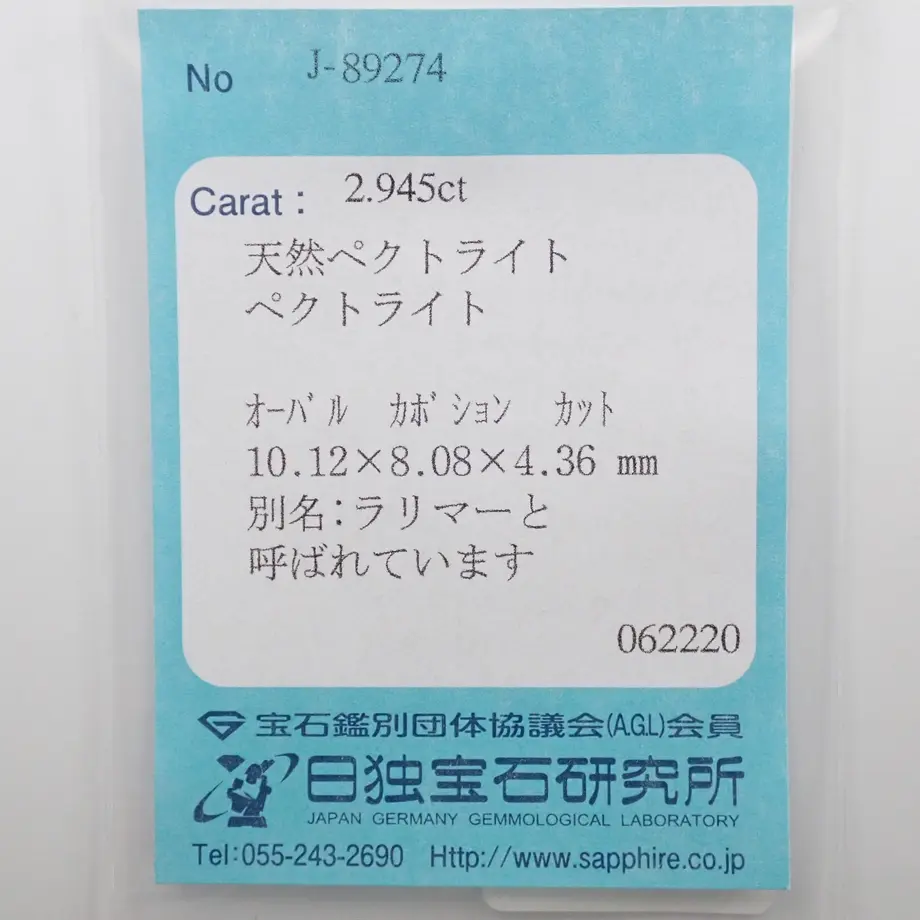 No J-89274
Carat : 2.945ct
天然ペクトライト
ペクトライト
ｵｰﾊﾞﾙ ｶﾎﾞｼｮﾝ ｶｯﾄ
10.12×8.08×4.36 mm
別名:ラリマーと
呼ばれています
062220
宝石鑑別団体協議会(A.G.L)会員
日独宝石研究所
JAPAN GERMANY GEMMOLOGICAL LABORATORY
Tel:055-243-2690 Http://www.sapphire.co.jp